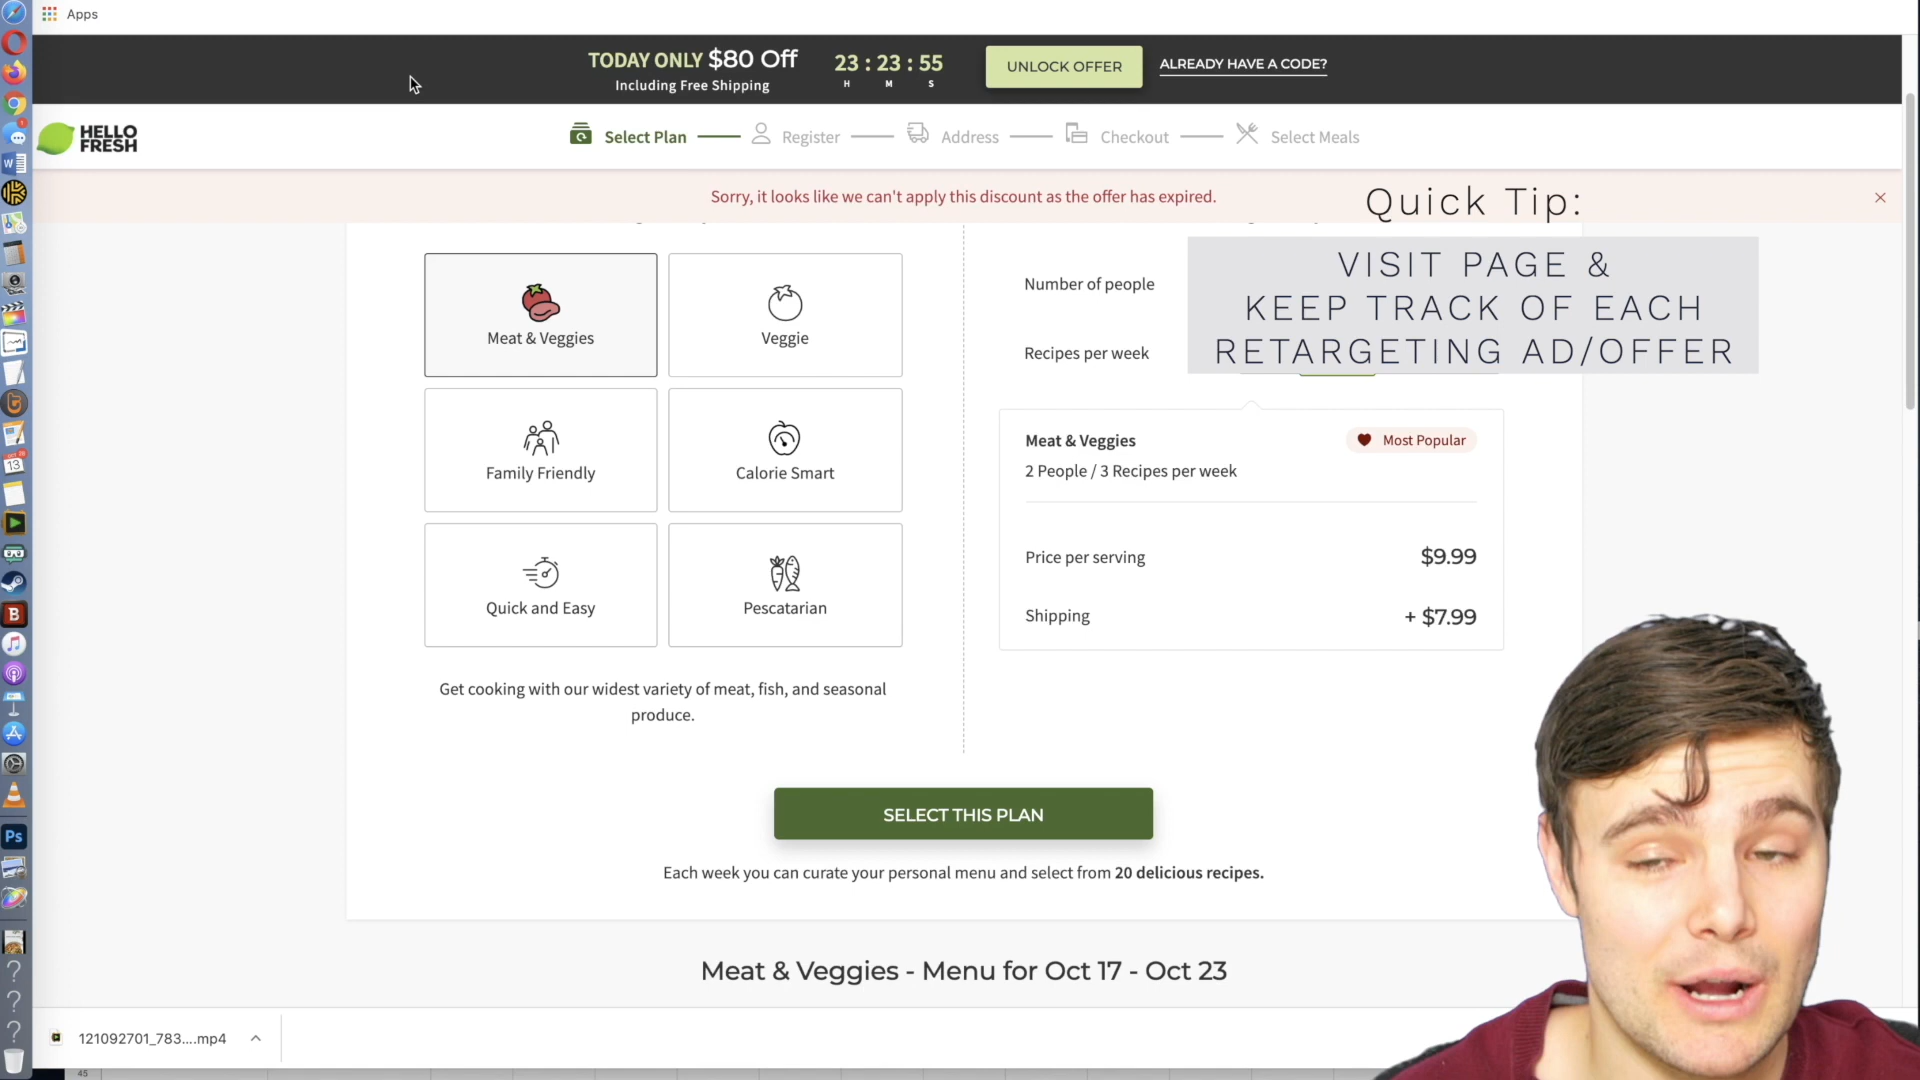 Apps
TODAY ONLY $80 Off
Including Free Shipping
23 : 23 : 55
H M S
UNLOCK OFFER
ALREADY HAVE A CODE?
HELLO
FRESH
Select Plan
Register
Address
Checkout
Select Meals
Sorry, it looks like we can't apply this discount as the offer has expired.
Quick Tip:
VISIT PAGE &
KEEP TRACK OF EACH
RETARGETING AD/OFFER
Meat & Veggies
Veggie
Family Friendly
Calorie Smart
Quick and Easy
Pescatarian
Get cooking with our widest variety of meat, fish, and seasonal
produce.
Number of people
Recipes per week
Meat & Veggies
Most Popular
2 People / 3 Recipes per week
Price per serving
$9.99
Shipping
+ $7.99
SELECT THIS PLAN
Each week you can curate your personal menu and select from 20 delicious recipes.
Meat & Veggies - Menu for Oct 17 - Oct 23
121092701_783....mp4
45
13
Ps